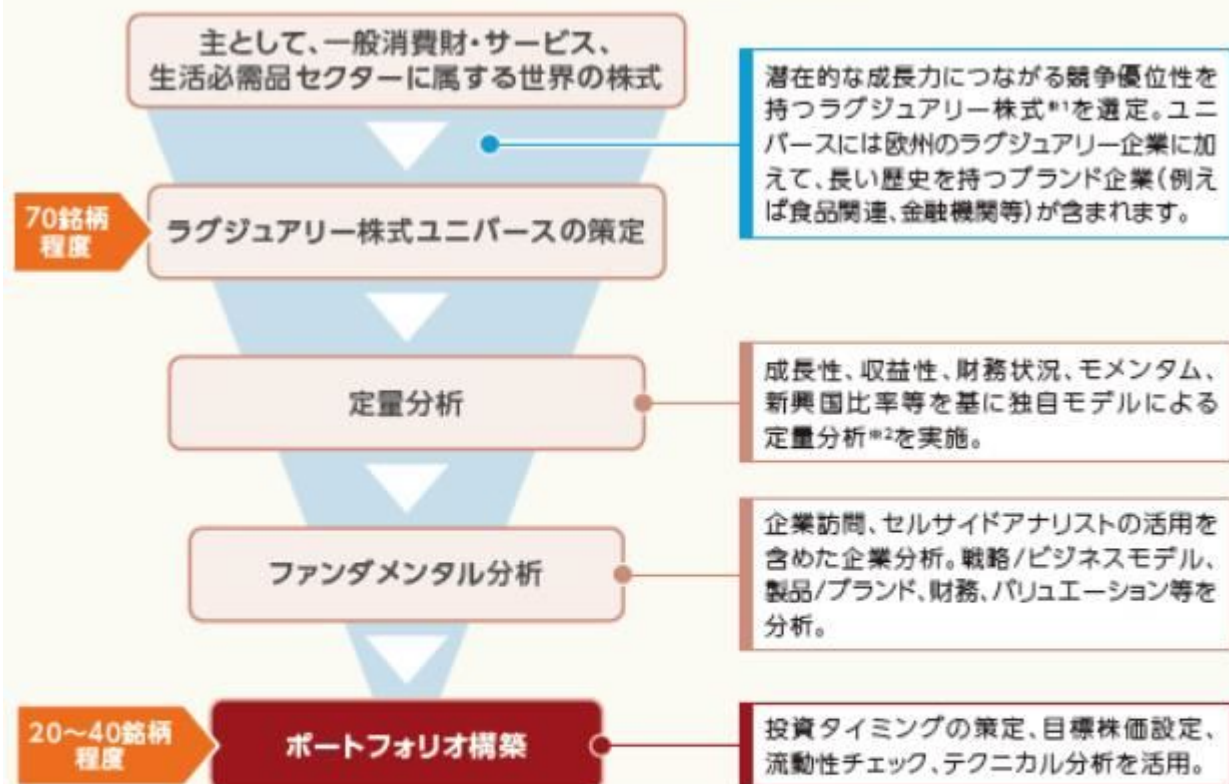 主として、一般消費財・サービス、
生活必需品セクターに属する世界の株式
潜在的な成長力につながる競争優位性を
持つラグジュアリー株式※1を選定。ユニ
バースには欧州のラグジュアリー企業に加
えて、長い歴史を持つブランド企業(例え
ば食品関連、金融機関等)が含まれます。
70銘柄
程度
ラグジュアリー株式ユニバースの策定
定量分析
成長性、収益性、財務状況、モメンタム、
新興国比率等を基に独自モデルによる
定量分析※2を実施。
ファンダメンタル分析
企業訪問、セルサイドアナリストの活用を
含めた企業分析。戦略/ビジネスモデル、
製品/ブランド、財務、バリュエーション等を
分析。
20〜40銘柄
程度
ポートフォリオ構築
投資タイミングの策定、目標株価設定、
流動性チェック、テクニカル分析を活用。